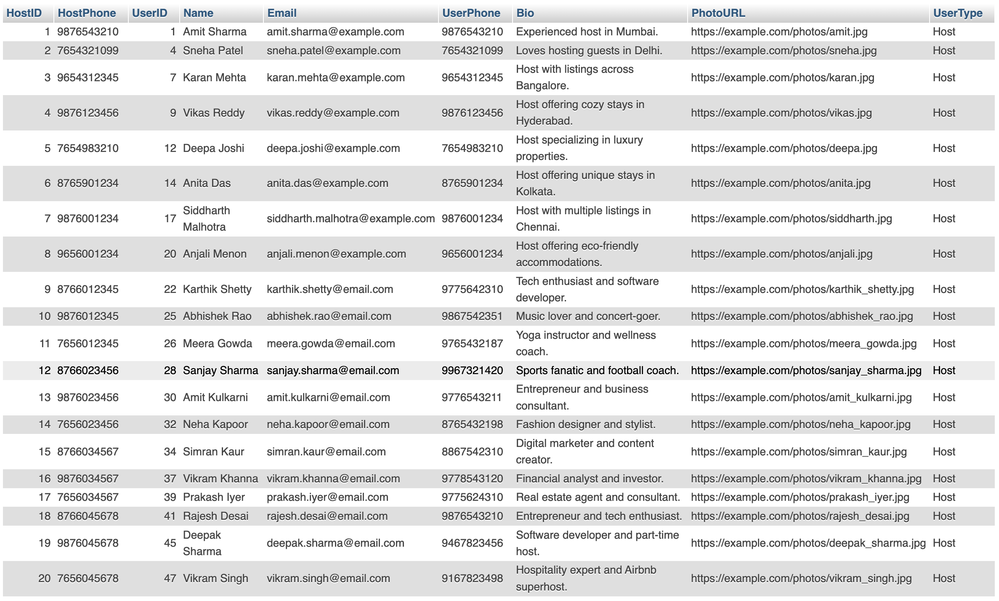 HostID HostPhone UserID Name Email UserPhone Bio PhotoURL UserType
1 9876543210 1 Amit Sharma amit.sharma@example.com 9876543210 Experienced host in Mumbai. https://example.com/photos/amit.jpg Host
2 7654321099 4 Sneha Patel sneha.patel@example.com 7654321099 Loves hosting guests in Delhi. https://example.com/photos/sneha.jpg Host
3 9654312345 7 Karan Mehta karan.mehta@example.com 9654312345 Host with listings across
Bangalore. https://example.com/photos/karan.jpg Host
4 9876123456 9 Vikas Reddy vikas.reddy@example.com 9876123456 Host offering cozy stays in
Hyderabad. https://example.com/photos/vikas.jpg Host
5 7654983210 12 Deepa Joshi deepa.joshi@example.com 7654983210 Host specializing in luxury
properties. https://example.com/photos/deepa.jpg Host
6 8765901234 14 Anita Das anita.das@example.com 8765901234 Host offering unique stays in
Kolkata. https://example.com/photos/anita.jpg Host
7 9876001234 17 Siddharth
Malhotra siddharth.malhotra@example.com 9876001234 Host with multiple listings in
Chennai. https://example.com/photos/siddharth.jpg Host
8 9656001234 20 Anjali Menon anjali.menon@example.com 9656001234 Host offering eco-friendly
accommodations. https://example.com/photos/anjali.jpg Host
9 8766012345 22 Karthik Shetty karthik.shetty@email.com 9775642310 Tech enthusiast and software
developer. https://example.com/photos/karthik_shetty.jpg Host
10 9876012345 25 Abhishek Rao abhishek.rao@email.com 9867542351 Music lover and concert-goer. https://example.com/photos/abhishek_rao.jpg Host
11 7656012345 26 Meera Gowda meera.gowda@email.com 9765432187 Yoga instructor and wellness
coach. https://example.com/photos/meera_gowda.jpg Host
12 8766023456 28 Sanjay Sharma sanjay.sharma@email.com 9967321420 Sports fanatic and football coach. https://example.com/photos/sanjay_sharma.jpg Host
13 9876023456 30 Amit Kulkarni amit.kulkarni@email.com 9776543211 Entrepreneur and business
consultant. https://example.com/photos/amit_kulkarni.jpg Host
14 7656023456 32 Neha Kapoor neha.kapoor@email.com 8765432198 Fashion designer and stylist. https://example.com/photos/neha_kapoor.jpg Host
15 8766034567 34 Simran Kaur simran.kaur@email.com 8867542310 Digital marketer and content
creator. https://example.com/photos/simran_kaur.jpg Host
16 9876034567 37 Vikram Khanna vikram.khanna@email.com 9778543120 Financial analyst and investor. https://example.com/photos/vikram_khanna.jpg Host
17 7656034567 39 Prakash Iyer prakash.iyer@email.com 9775624310 Real estate agent and consultant. https://example.com/photos/prakash_iyer.jpg Host
18 8766045678 41 Rajesh Desai rajesh.desai@email.com 9876543210 Entrepreneur and tech enthusiast. https://example.com/photos/rajesh_desai.jpg Host
19 9876045678 45 Deepak
Sharma deepak.sharma@email.com 9467823456 Software developer and part-time
host. https://example.com/photos/deepak_sharma.jpg Host
20 7656045678 47 Vikram Singh vikram.singh@email.com 9167823498 Hospitality expert and Airbnb
superhost. https://example.com/photos/vikram_singh.jpg Host